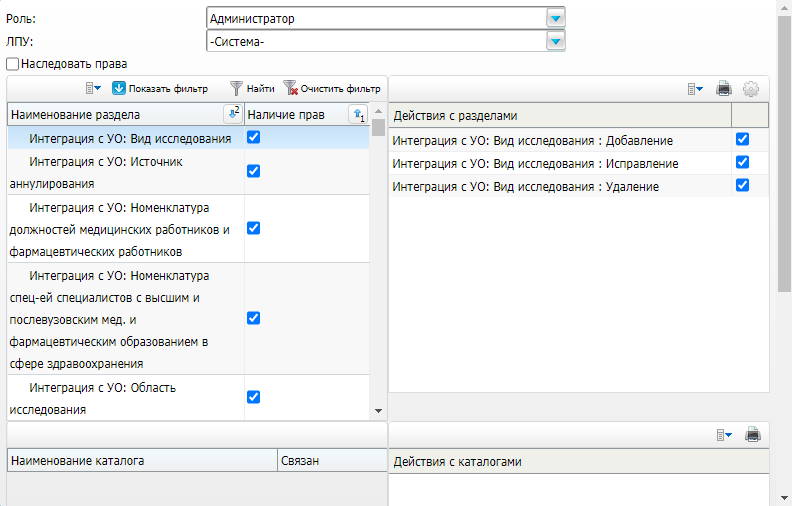 Роль: Администратор
ЛПУ: -Система-
Наследовать права
Показать фильтр Найти Очистить фильтр
Наименование раздела 2 Наличие прав 1
Действия с разделами
Интеграция с УО: Вид исследования
Интеграция с УО: Источник
аннулирования
Интеграция с УО: Номенклатура
должностей медицинских работников и
фармацевтических работников
Интеграция с УО: Номенклатура
спец-ей специалистов с высшим и
послевузовским мед. и
фармацевтическим образованием в
сфере здравоохранения
Интеграция с УО: Область
исследования
Интеграция с УО: Вид исследования : Добавление
Интеграция с УО: Вид исследования : Исправление
Интеграция с УО: Вид исследования : Удаление
Наименование каталога Связан
Действия с каталогами